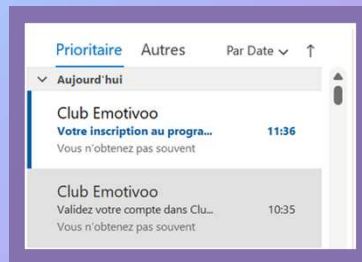 Prioritaire Autres Par Date
Aujourd'hui
Club Emotivoo
Votre inscription au progra... 11:36
Vous n'obtenez pas souvent
Club Emotivoo
Validez votre compte dans Clu... 10:35
Vous n'obtenez pas souvent